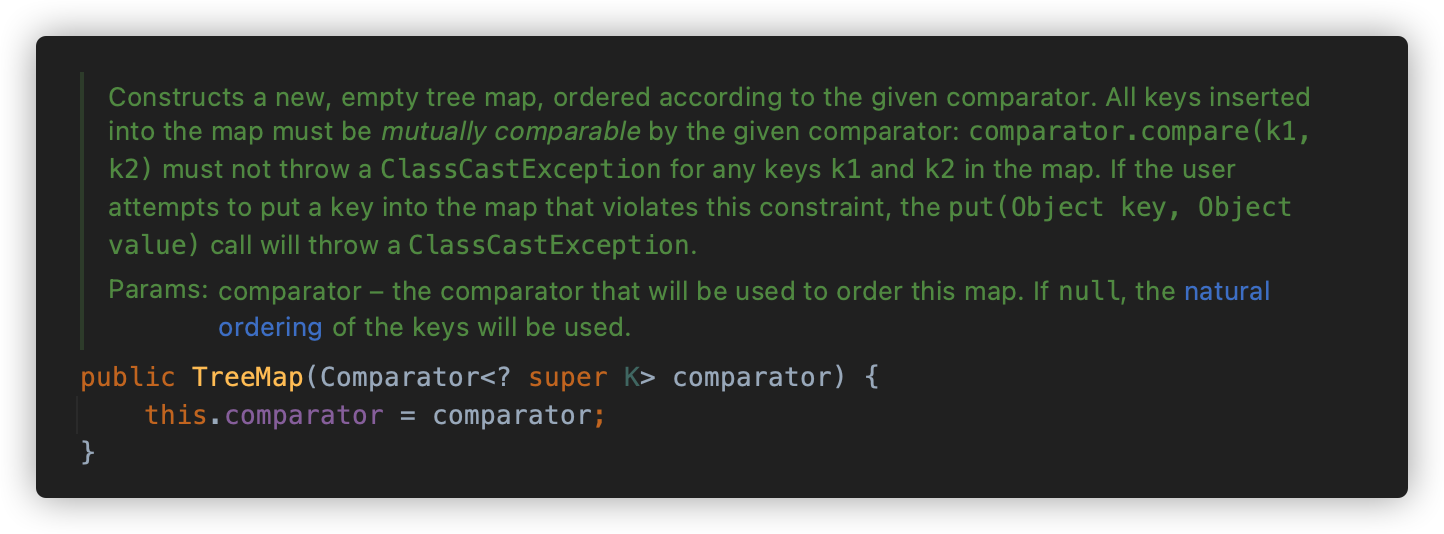 Constructs a new, empty tree map, ordered according to the given comparator. All keys inserted
into the map must be mutually comparable by the given comparator: comparator.compare(k1,
k2) must not throw a ClassCastException for any keys k1 and k2 in the map. If the user
attempts to put a key into the map that violates this constraint, the put(Object key, Object
value) call will throw a ClassCastException.
Params: comparator – the comparator that will be used to order this map. If null, the natural
ordering of the keys will be used.
public TreeMap(Comparator<? super K> comparator) {
    this.comparator = comparator;
}